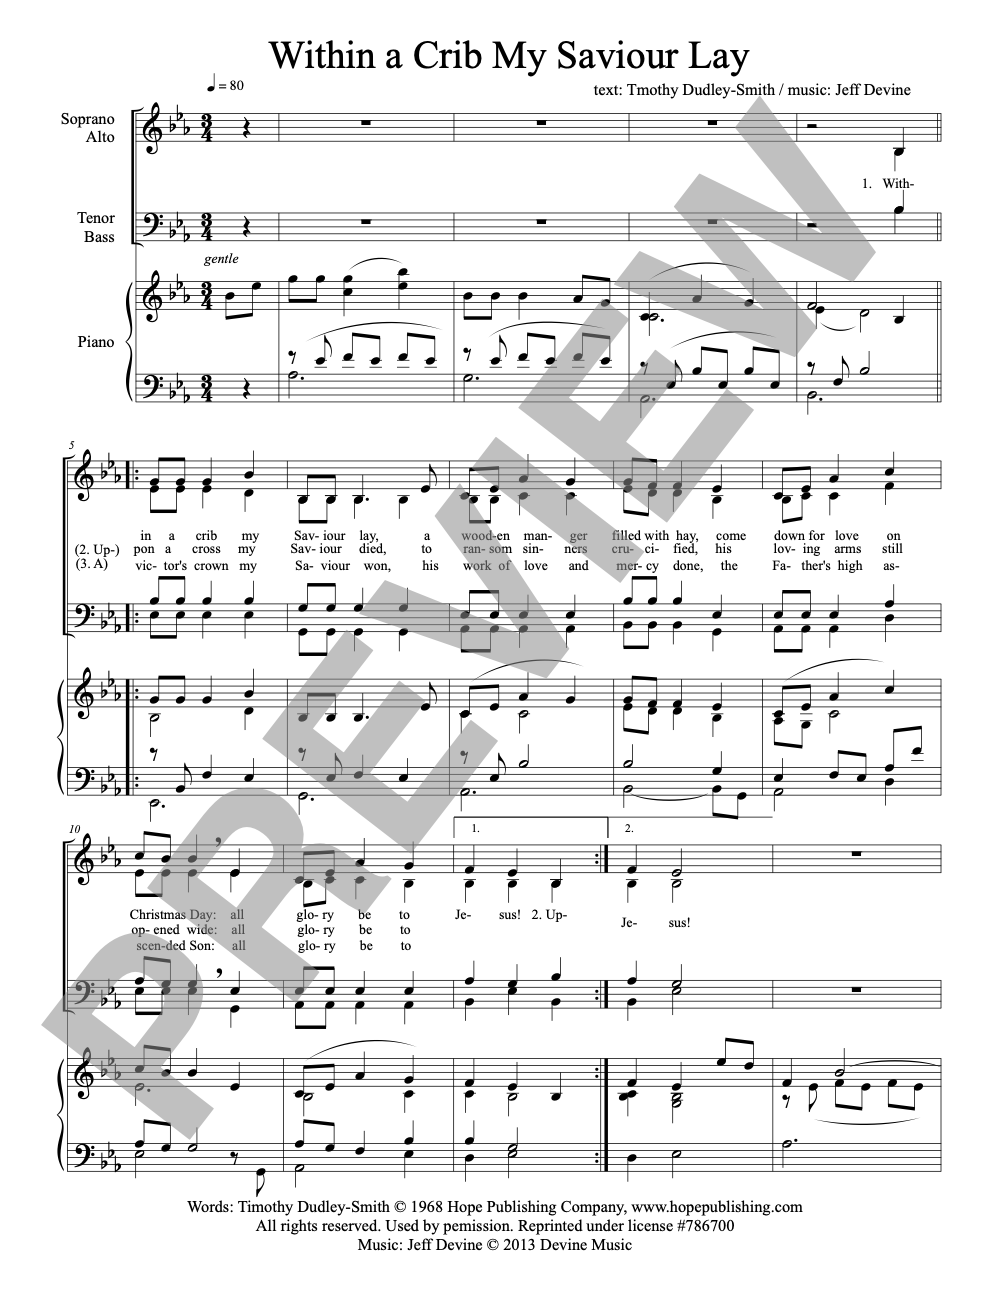 Within a Crib My Saviour Lay
♩ = 80
text: Tmothy Dudley-Smith / music: Jeff Devine
Soprano
Alto
1. With-
Tenor
Bass
gentle
Piano
5
in a crib my Sav- iour lay, a wood-en man- ger filled with hay, come down for love on
(2. Up-) pon a cross my Sav- iour died, to ran- som sin- ners cru- ci- fied, his lov- ing arms still
(3. A) vic- tor's crown my Sa- viour won, his work of love and mer- cy done, the Fa- ther's high as-
10
1.
2.
Christmas Day: all glo- ry be to Je- sus! 2. Up-
Je- sus!
op- ened wide: all glo- ry be to
scen-ded Son: all glo- ry be to
PREVIEW
Words: Timothy Dudley-Smith © 1968 Hope Publishing Company, www.hopepublishing.com
All rights reserved. Used by pemission. Reprinted under license #786700
Music: Jeff Devine © 2013 Devine Music